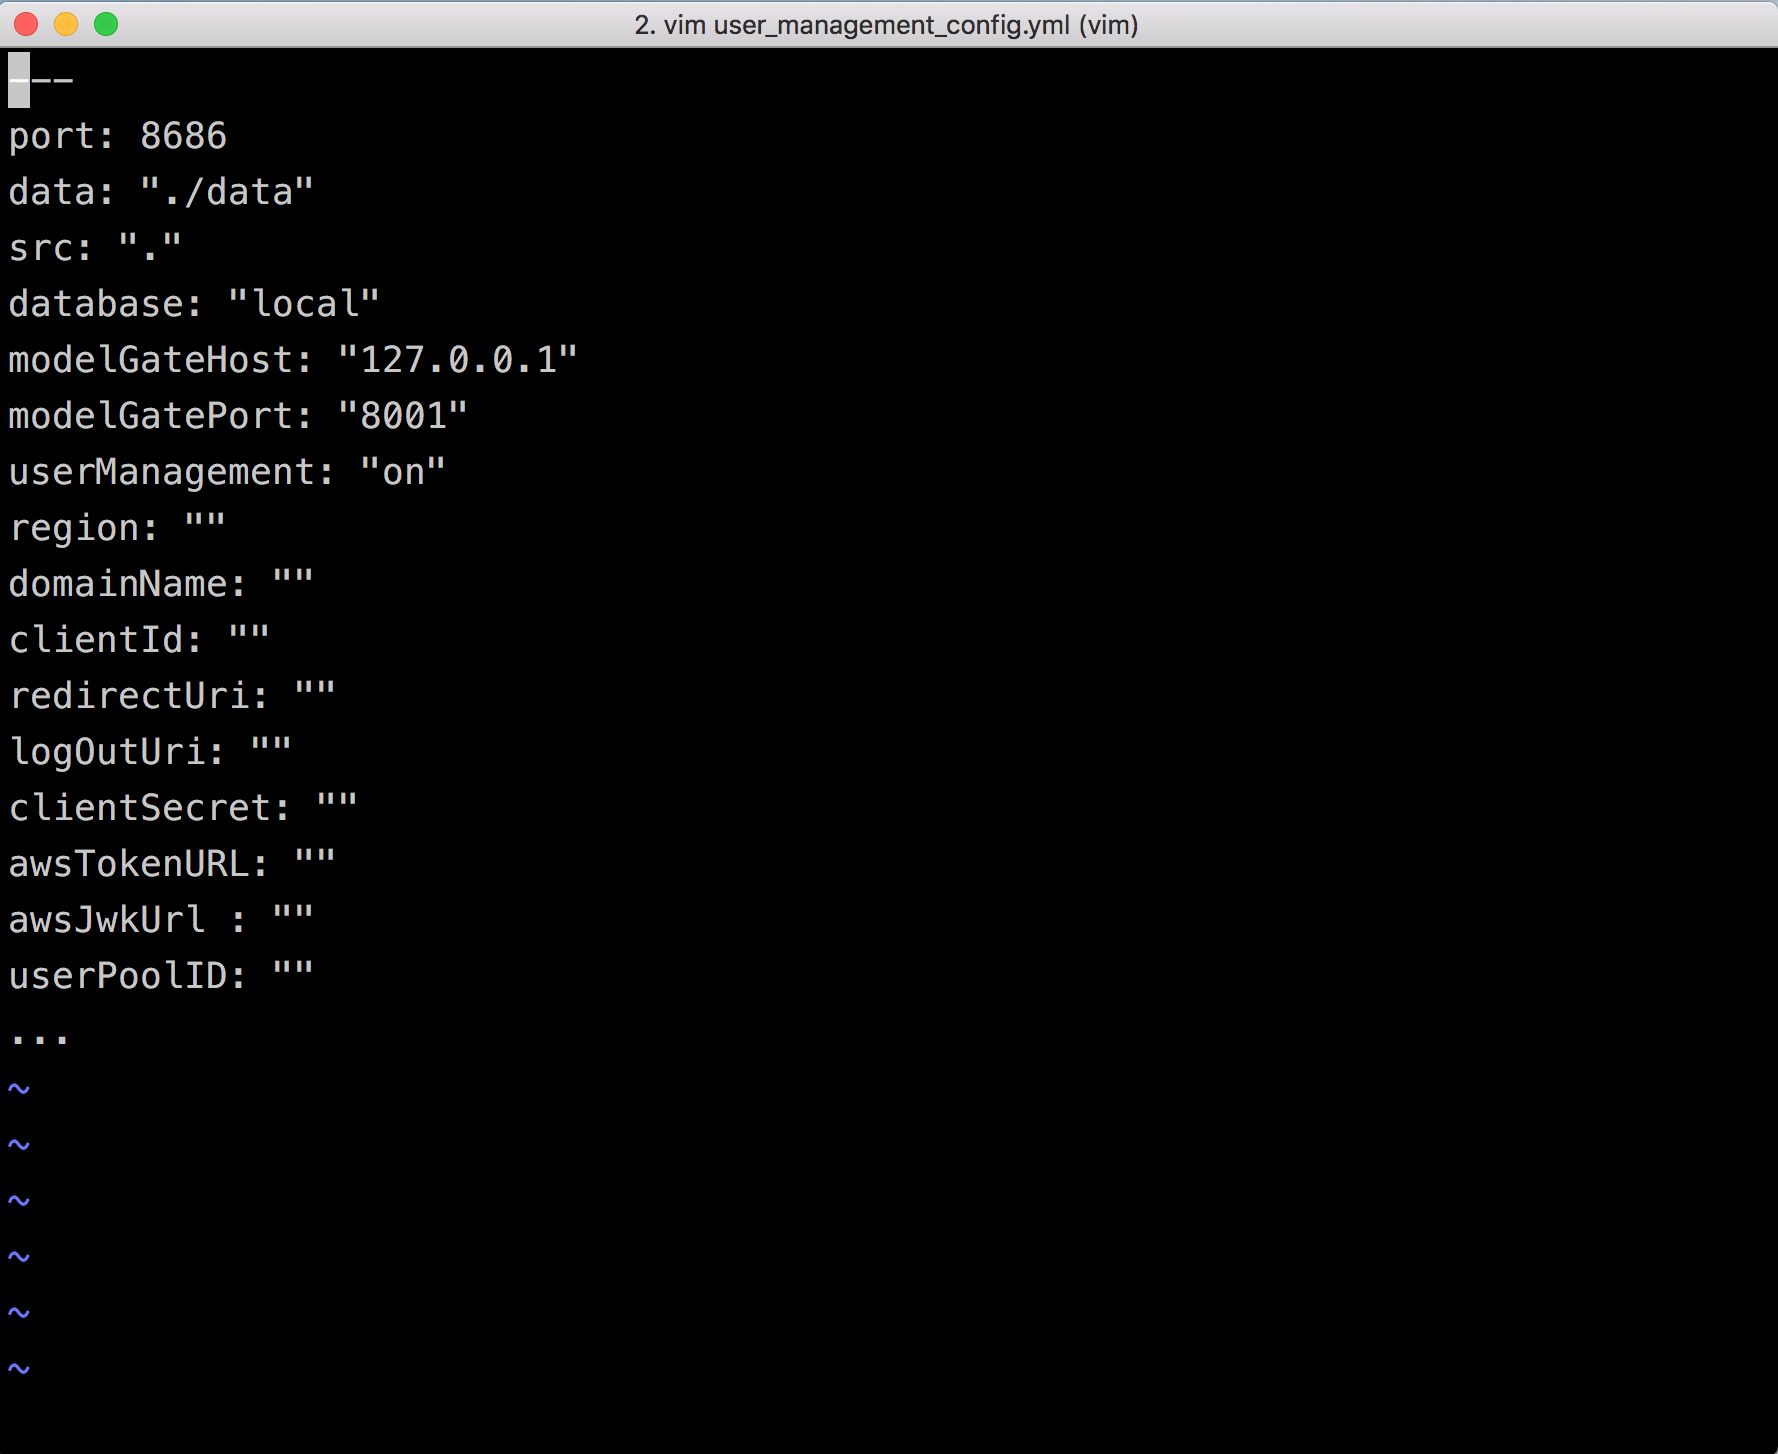 2. vim user_management_config.yml (vim)
---
port: 8686
data: "./data"
src: "."
database: "local"
modelGateHost: "127.0.0.1"
modelGatePort: "8001"
userManagement: "on"
region: ""
domainName: ""
clientId: ""
redirectUri: ""
logOutUri: ""
clientSecret: ""
awsTokenURL: ""
awsJwkUrl : ""
userPoolID: ""
...
~
~
~
~
~
~